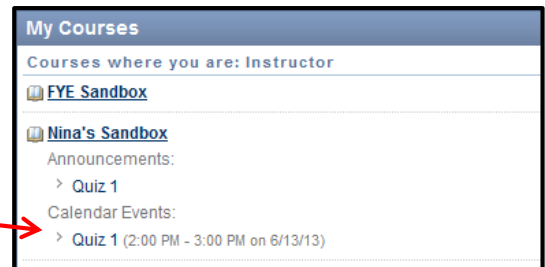 My Courses
Courses where you are: Instructor
FYE Sandbox
Nina's Sandbox
Announcements:
> Quiz 1
Calendar Events:
> Quiz 1 (2:00 PM - 3:00 PM on 6/13/13)